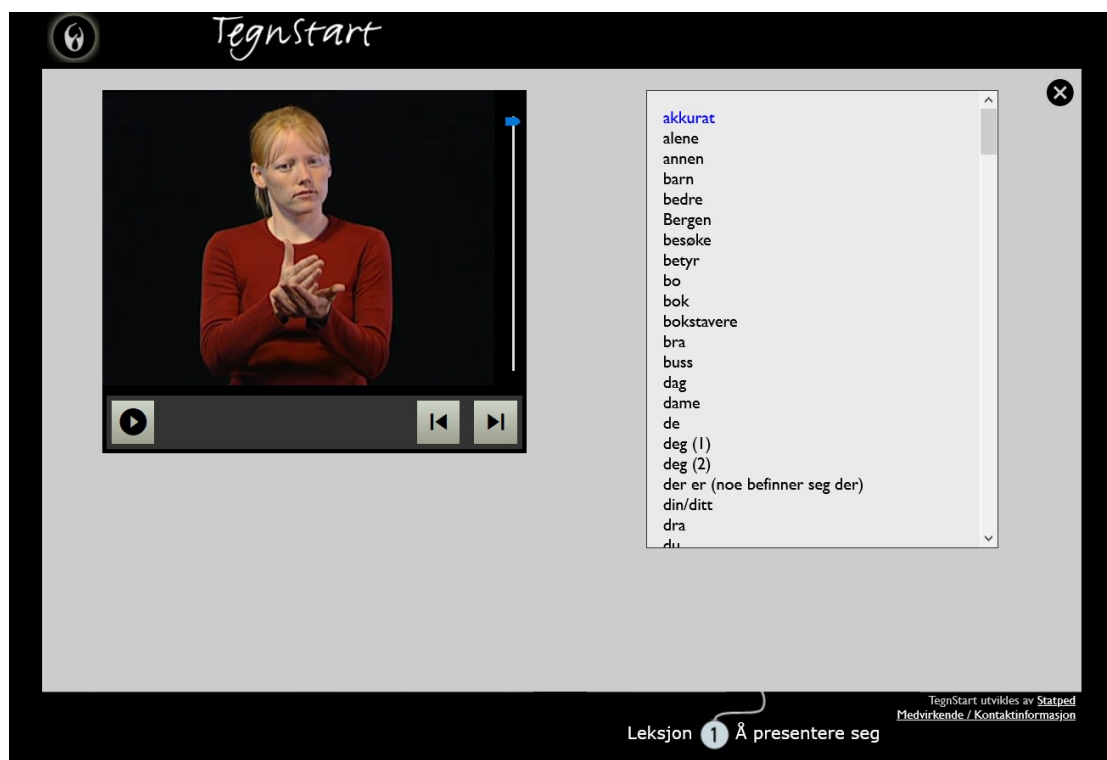 TegnStart
akkurat
alene
annen
barn
bedre
Bergen
besøke
betyr
bo
bok
bokstavere
bra
buss
dag
dame
de
deg (1)
deg (2)
der er (noe befinner seg der)
din/ditt
dra
du
TegnStart utvikles av Statped
Medvirkende / Kontaktinformasjon
Leksjon 1 Å presentere seg